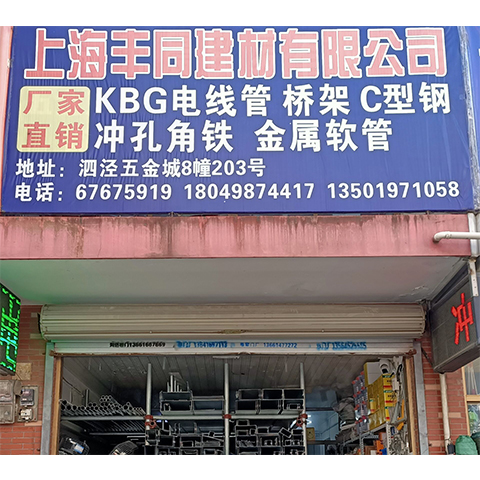 上海丰同建材有限公司
厂家直销
KBG电线管 桥架 C型钢
冲孔角铁 金属软管
地址：泗泾五金城8幢203号
电话：67675919 18049874417 13501971058
冲